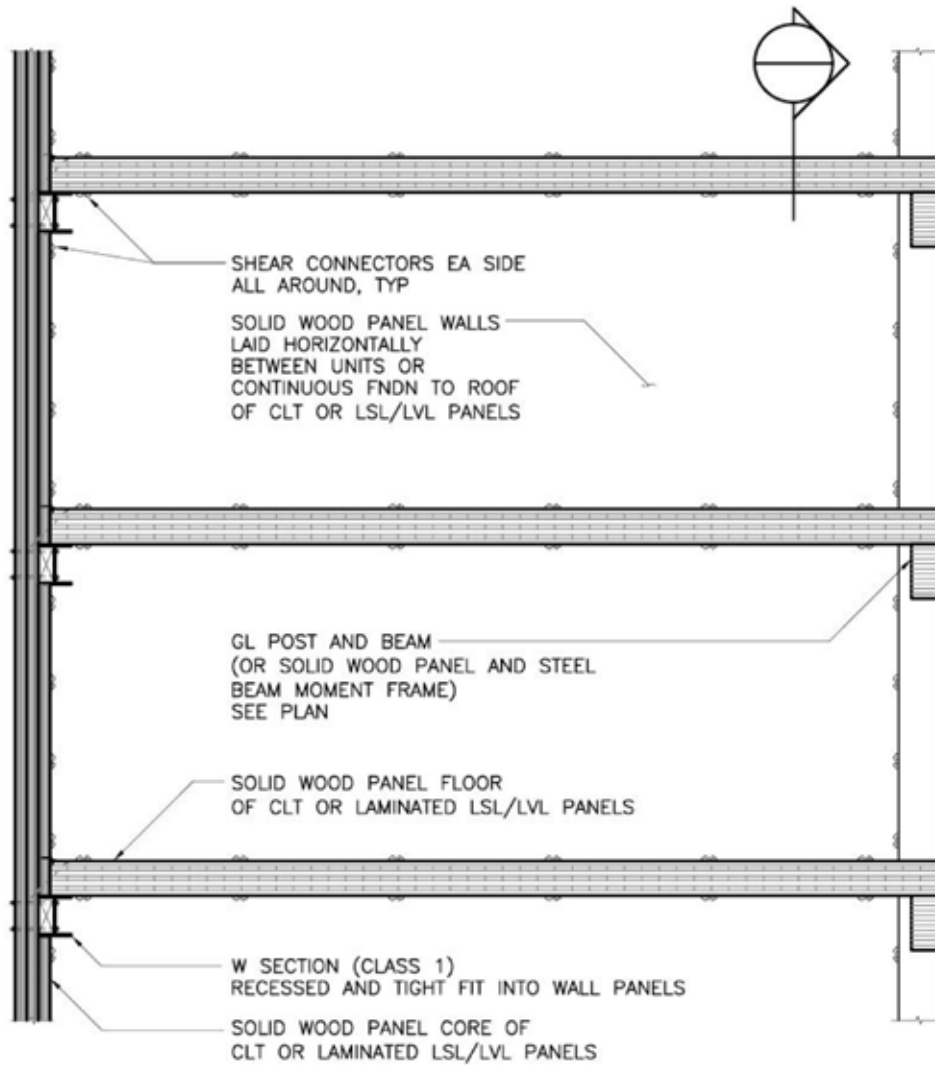 SHEAR CONNECTORS EA SIDE
ALL AROUND, TYP
SOLID WOOD PANEL WALLS
LAID HORIZONTALLY
BETWEEN UNITS OR
CONTINUOUS FNDN TO ROOF
OF CLT OR LSL/LVL PANELS
GL POST AND BEAM
(OR SOLID WOOD PANEL AND STEEL
BEAM MOMENT FRAME)
SEE PLAN
SOLID WOOD PANEL FLOOR
OF CLT OR LAMINATED LSL/LVL PANELS
W SECTION (CLASS 1)
RECESSED AND TIGHT FIT INTO WALL PANELS
SOLID WOOD PANEL CORE OF
CLT OR LAMINATED LSL/LVL PANELS